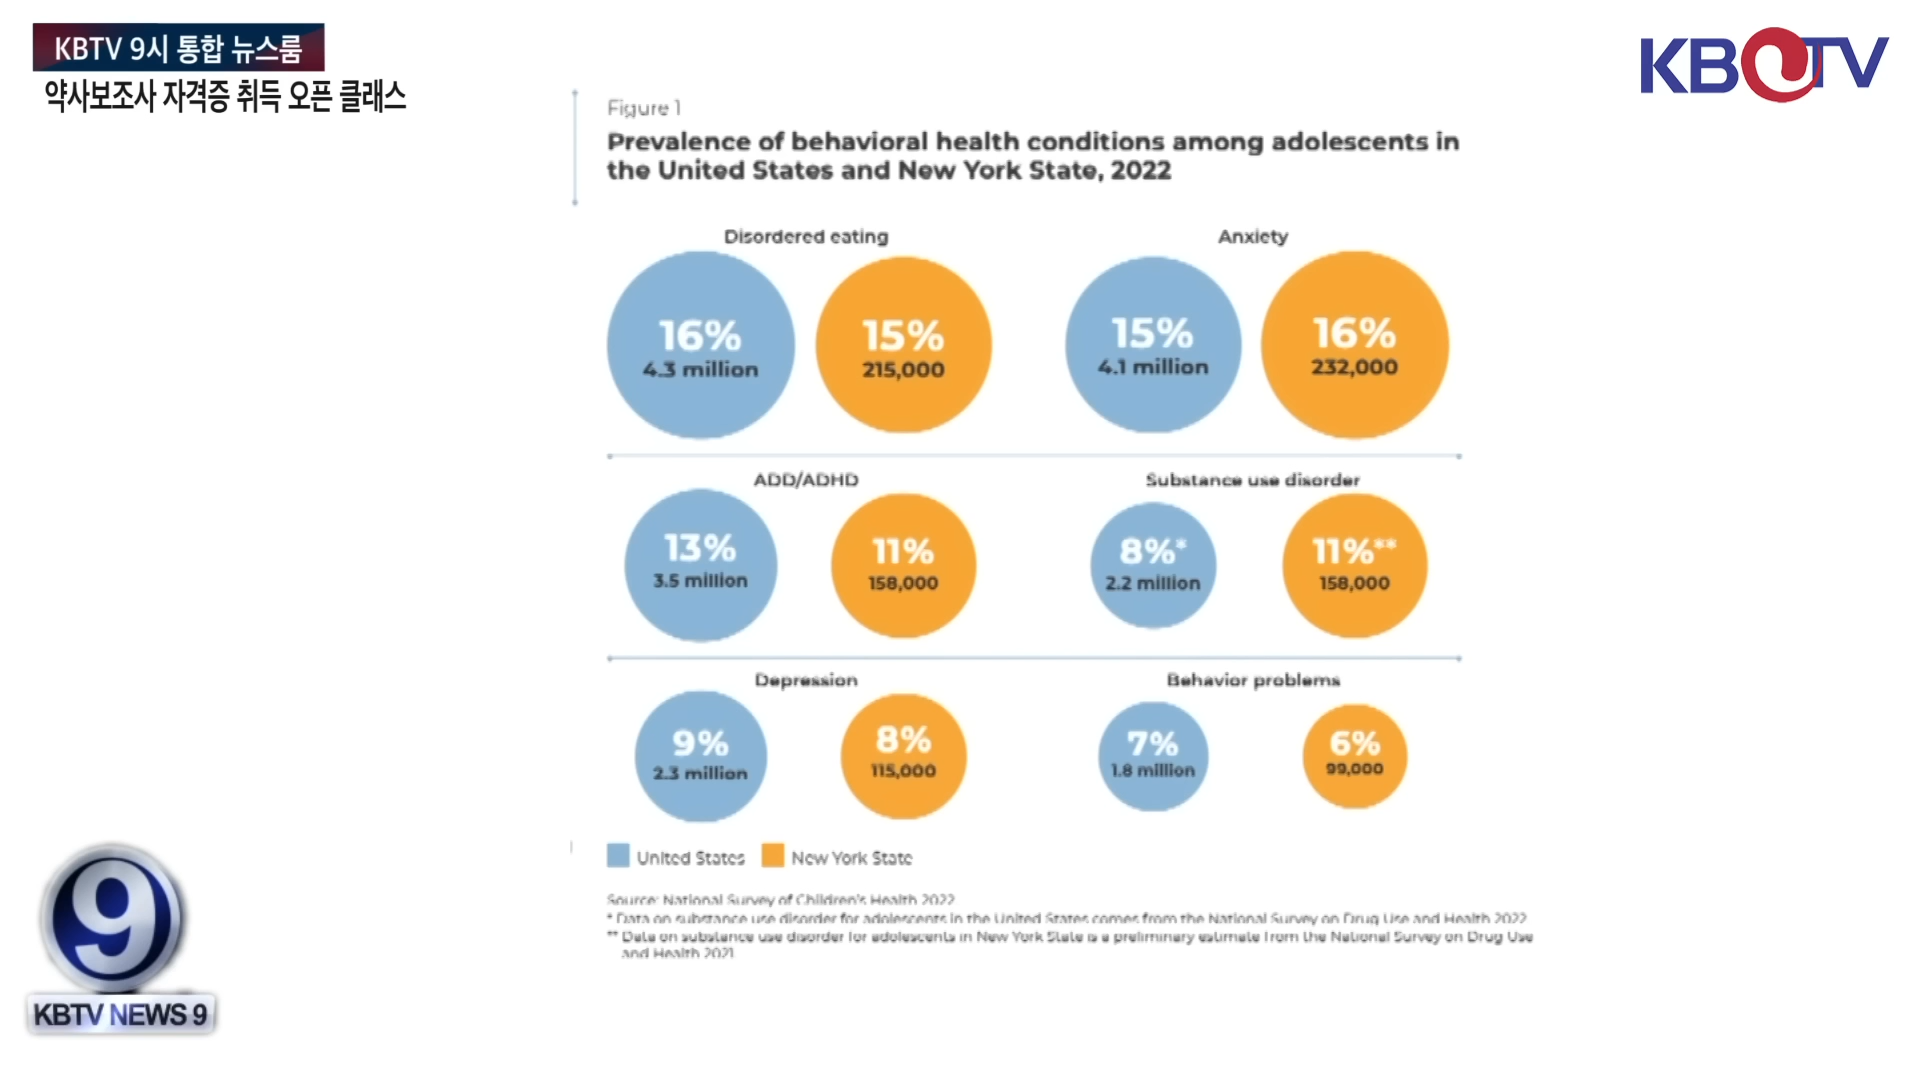 KBTV 9시 통합 뉴스룸
약사보조사 자격증 취득 오픈 클래스
KBTV
Figure 1
Prevalence of behavioral health conditions among adolescents in
the United States and New York State, 2022
Disordered eating
16%
4.3 million
15%
215,000
Anxiety
15%
4.1 million
16%
232,000
ADD/ADHD
13%
3.5 million
11%
158,000
Substance use disorder
8%*
2.2 million
11%**
158,000
Depression
9%
2.3 million
8%
115,000
Behavior problems
7%
1.8 million
6%
99,000
United States
New York State
Source: National Survey of Children's Health 2022
* Data on substance use disorder for adolescents in the United States comes from the National Survey on Drug Use and Health 2022
** Data on substance use disorder for adolescents in New York State is a preliminary estimate from the National Survey on Drug Use
and Health 2021
9
KBTV NEWS 9